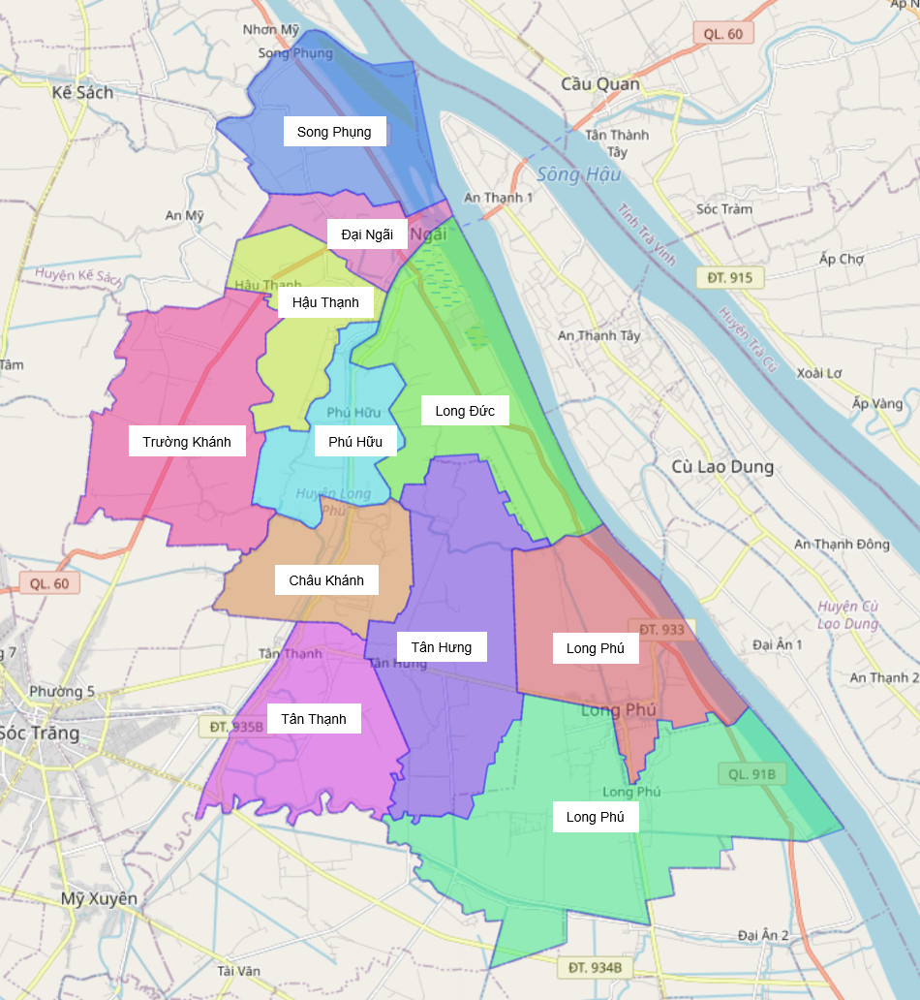 Nhơn Mỹ
QL. 60
Song Phụng
Cầu Quan
Kế Sách
Song Phụng
Tân Thành
Tây
Sông Hậu
An Thạnh 1
Sóc Tràm
An Mỹ
Tỉnh Trà Vinh
Đại Ngãi
Ngãi
Ấp Chợ
Huyện Kế Sách
ĐT. 915
Hậu Thạnh
Hậu Thạnh
An Thạnh Tây
Huyện Trà Cú
Tâm
Xoài Lơ
Ấp Vàng
Long Đức
Phú Hữu
Trường Khánh
Phú Hữu
Cù Lao Dung
Huyện Long
Phú
An Thạnh Đông
QL. 60
Châu Khánh
Huyện Cù
Lao Dung
ĐT. 933
Đại Ân 1
Tân Hưng
Long Phú
Tân Thạnh
Tân Hưng
An Thạnh 2
Phường 5
Long Phú
Tân Thạnh
ĐT. 935B
Sóc Trăng
QL. 91B
Long Phú
Long Phú
Mỹ Xuyên
Đại Ân 2
Tài Văn
ĐT. 934B